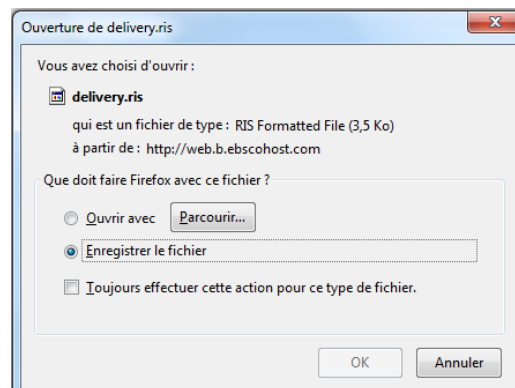 Ouverture de delivery.ris
Vous avez choisi d'ouvrir :
delivery.ris
qui est un fichier de type : RIS Formatted File (3,5 Ko)
à partir de : http://web.b.ebscohost.com
Que doit faire Firefox avec ce fichier ?
Ouvrir avec Parcourir...
Enregistrer le fichier
Toujours effectuer cette action pour ce type de fichier.
OK Annuler